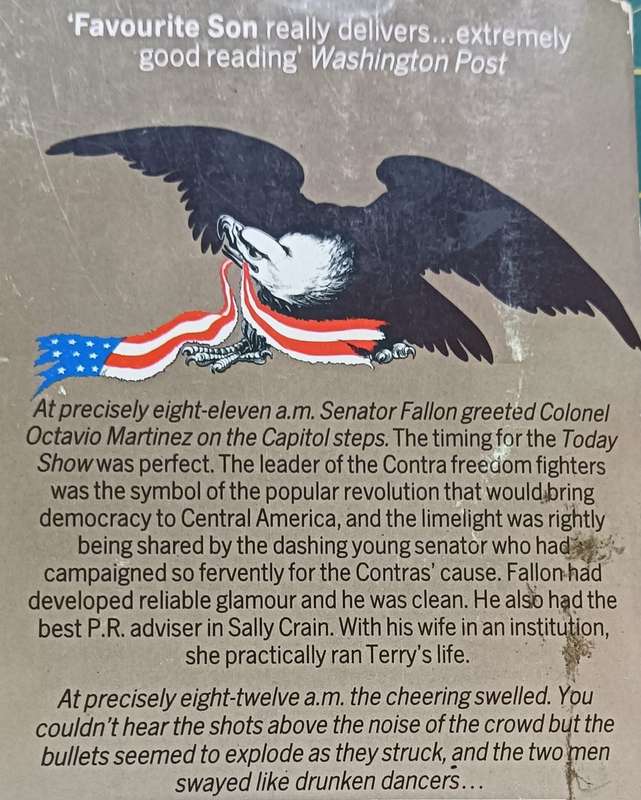 ‘Favourite Son really delivers...extremely
good reading’ Washington Post
At precisely eight-eleven a.m. Senator Fallon greeted Colonel
Octavio Martinez on the Capitol steps. The timing for the Today
Show was perfect. The leader of the Contra freedom fighters
was the symbol of the popular revolution that would bring
democracy to Central America, and the limelight was rightly
being shared by the dashing young senator who had
campaigned so fervently for the Contras’ cause. Fallon had
developed reliable glamour and he was clean. He also had the
best P.R. adviser in Sally Crain. With his wife in an institution,
she practically ran Terry’s life.
At precisely eight-twelve a.m. the cheering swelled. You
couldn’t hear the shots above the noise of the crowd but the
bullets seemed to explode as they struck, and the two men
swayed like drunken dancers...